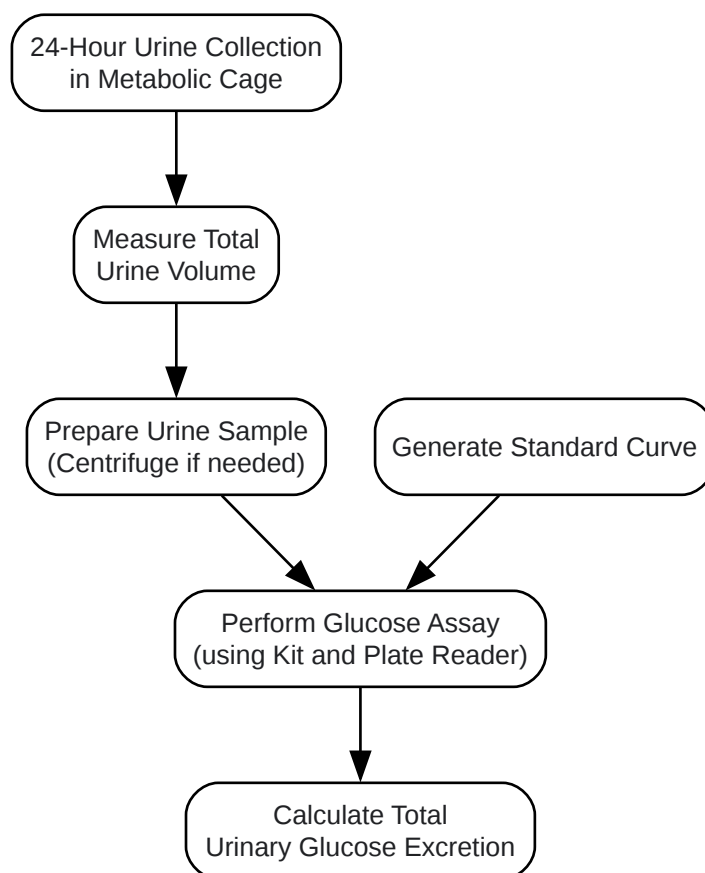 24-Hour Urine Collection
in Metabolic Cage
Measure Total
Urine Volume
Prepare Urine Sample
(Centrifuge if needed)
Generate Standard Curve
Perform Glucose Assay
(using Kit and Plate Reader)
Calculate Total
Urinary Glucose Excretion